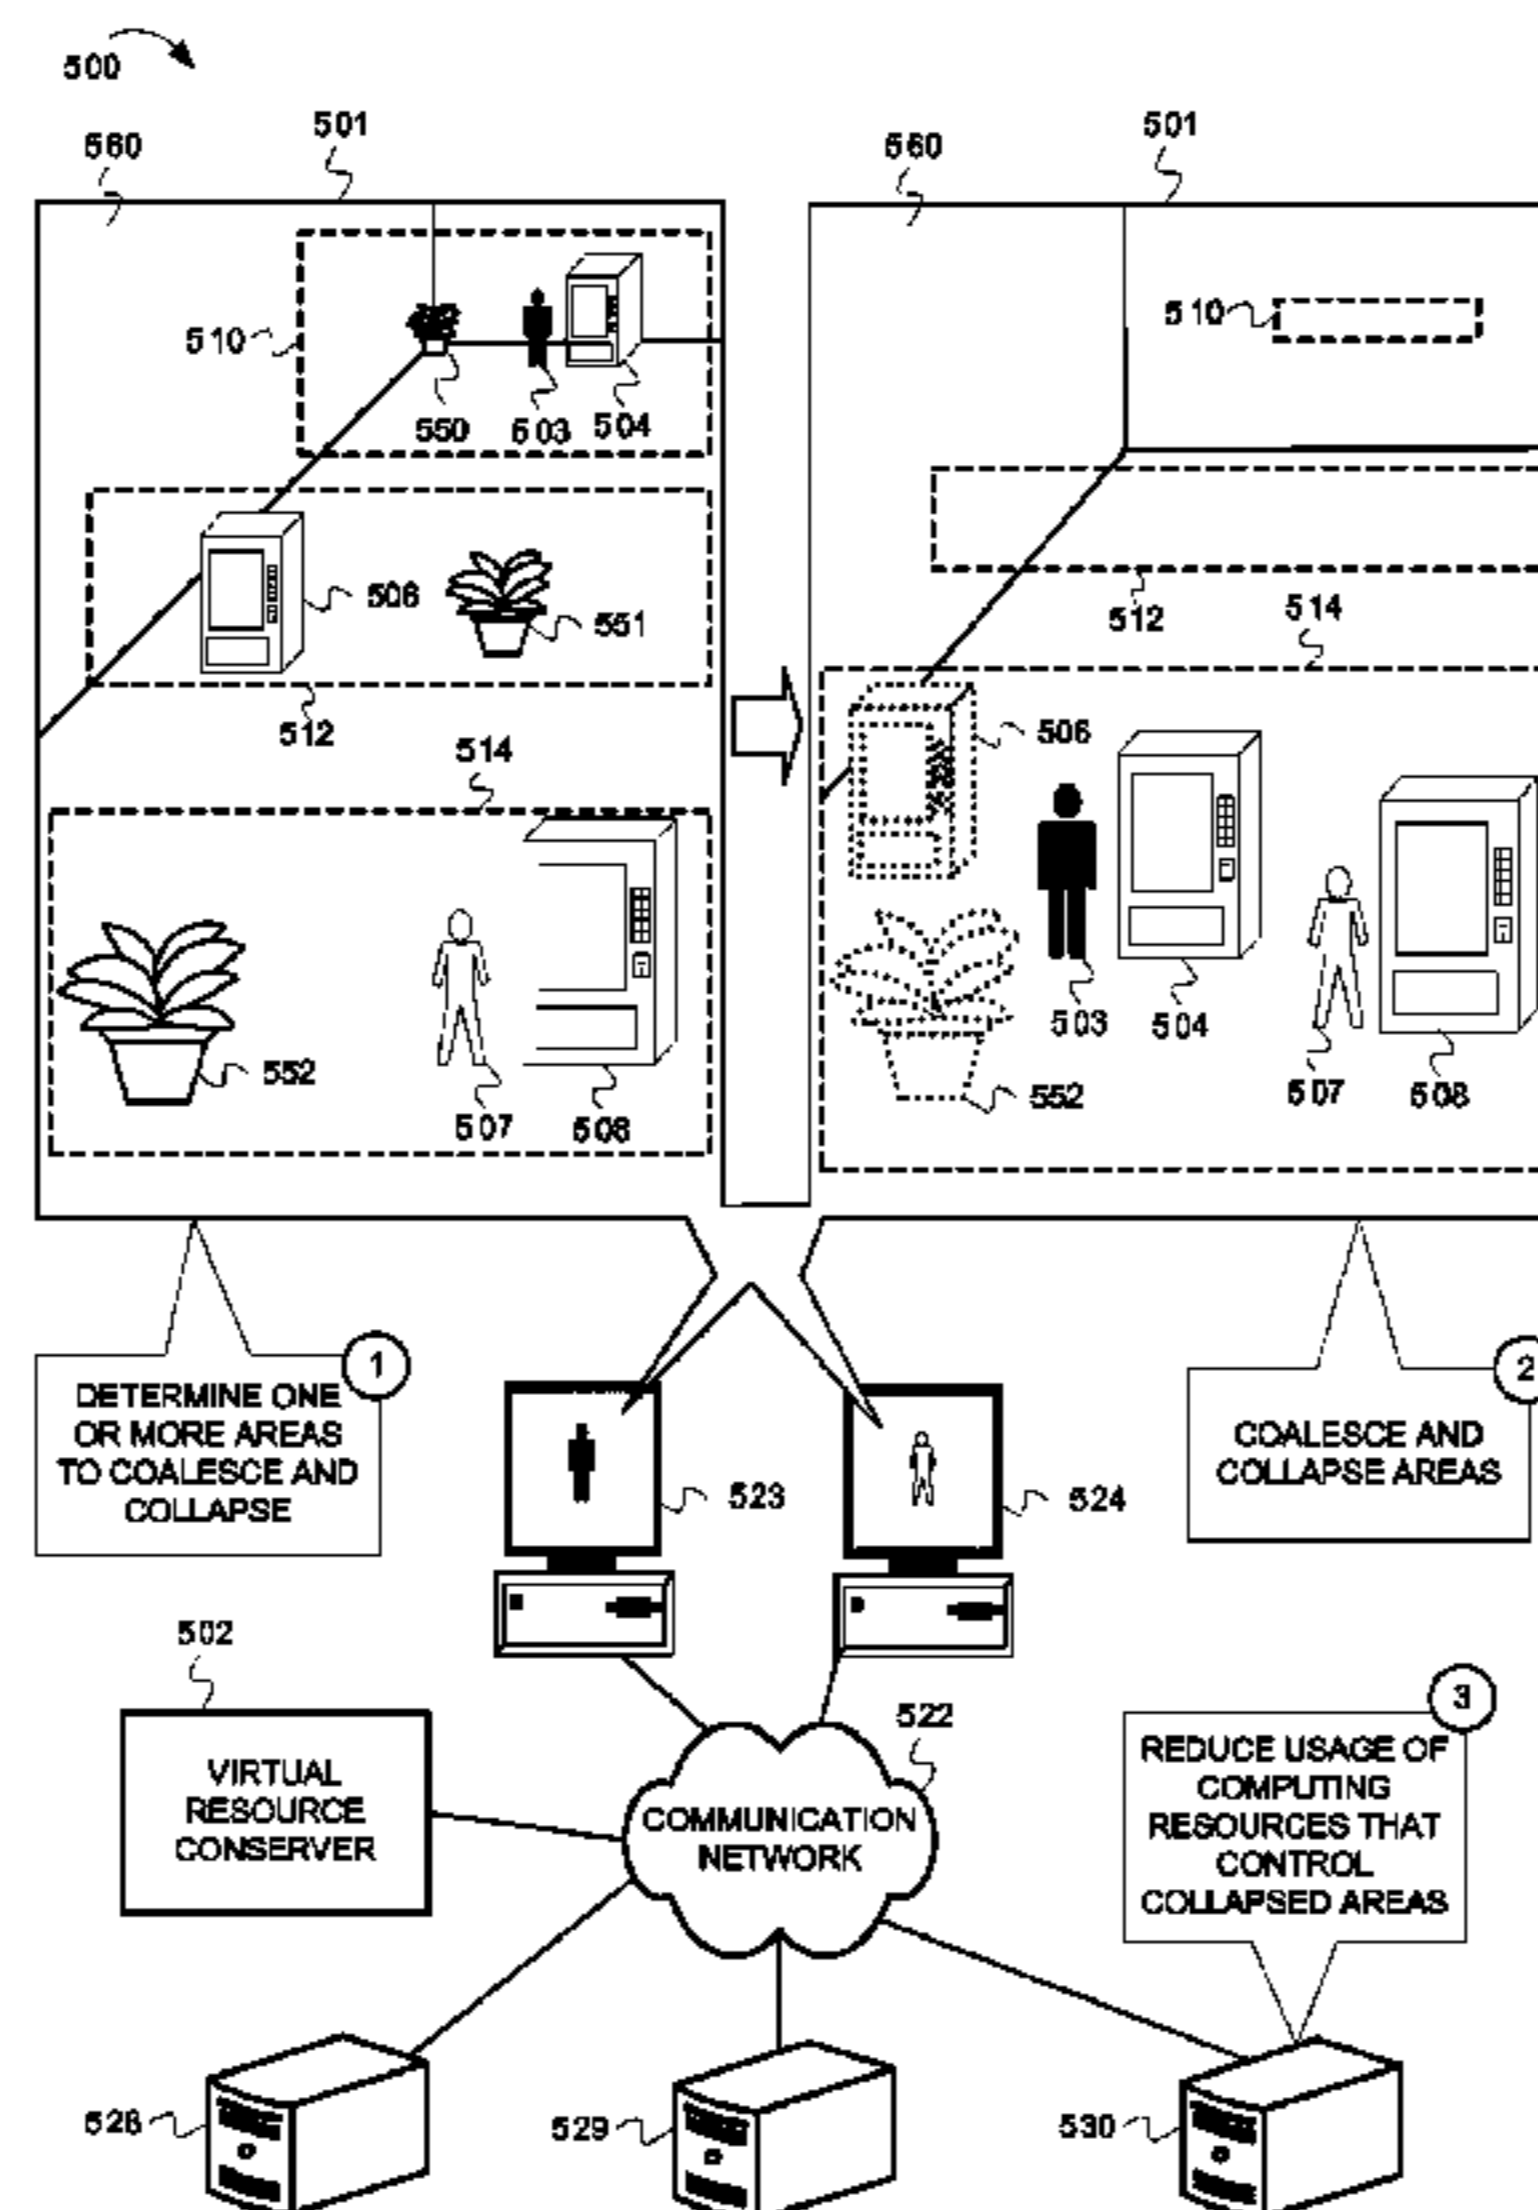 500
560
501
560
501
510
550
503
504
510
506
551
512
512
514
514
506
552
507
508
503
504
552
507
508
1
DETERMINE ONE
OR MORE AREAS
TO COALESCE AND
COLLAPSE
2
COALESCE AND
COLLAPSE AREAS
523
524
502
VIRTUAL
RESOURCE
CONSERVER
522
COMMUNICATION
NETWORK
3
REDUCE USAGE OF
COMPUTING
RESOURCES THAT
CONTROL
COLLAPSED AREAS
528
529
530